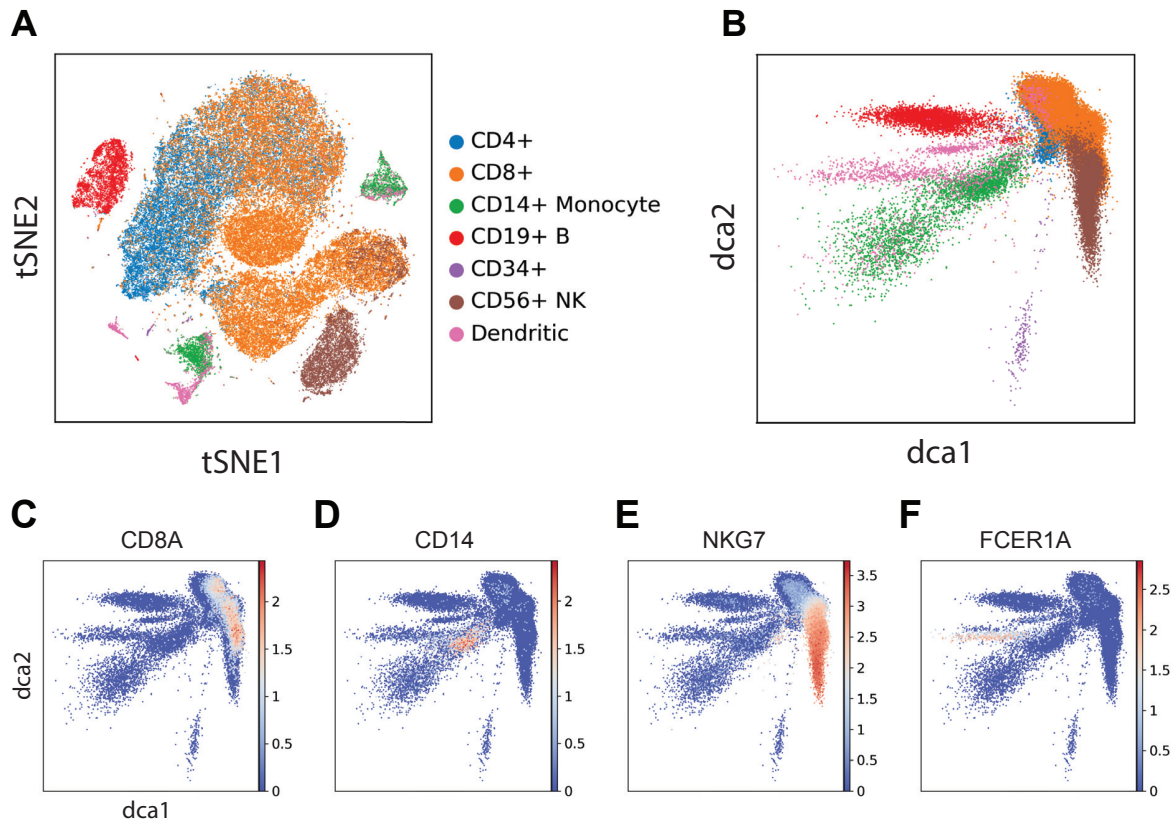 A
B
tSNE2
tSNE1
CD4+
CD8+
CD14+ Monocyte
CD19+ B
CD34+
CD56+ NK
Dendritic
dca2
dca1
C
D
E
F
CD8A
CD14
NKG7
FCER1A
dca2
dca1
2
1.5
1
0.5
0
2
1.5
1
0.5
0
3.5
3
2.5
2
1.5
1
0.5
0
2.5
2
1.5
1
0.5
0